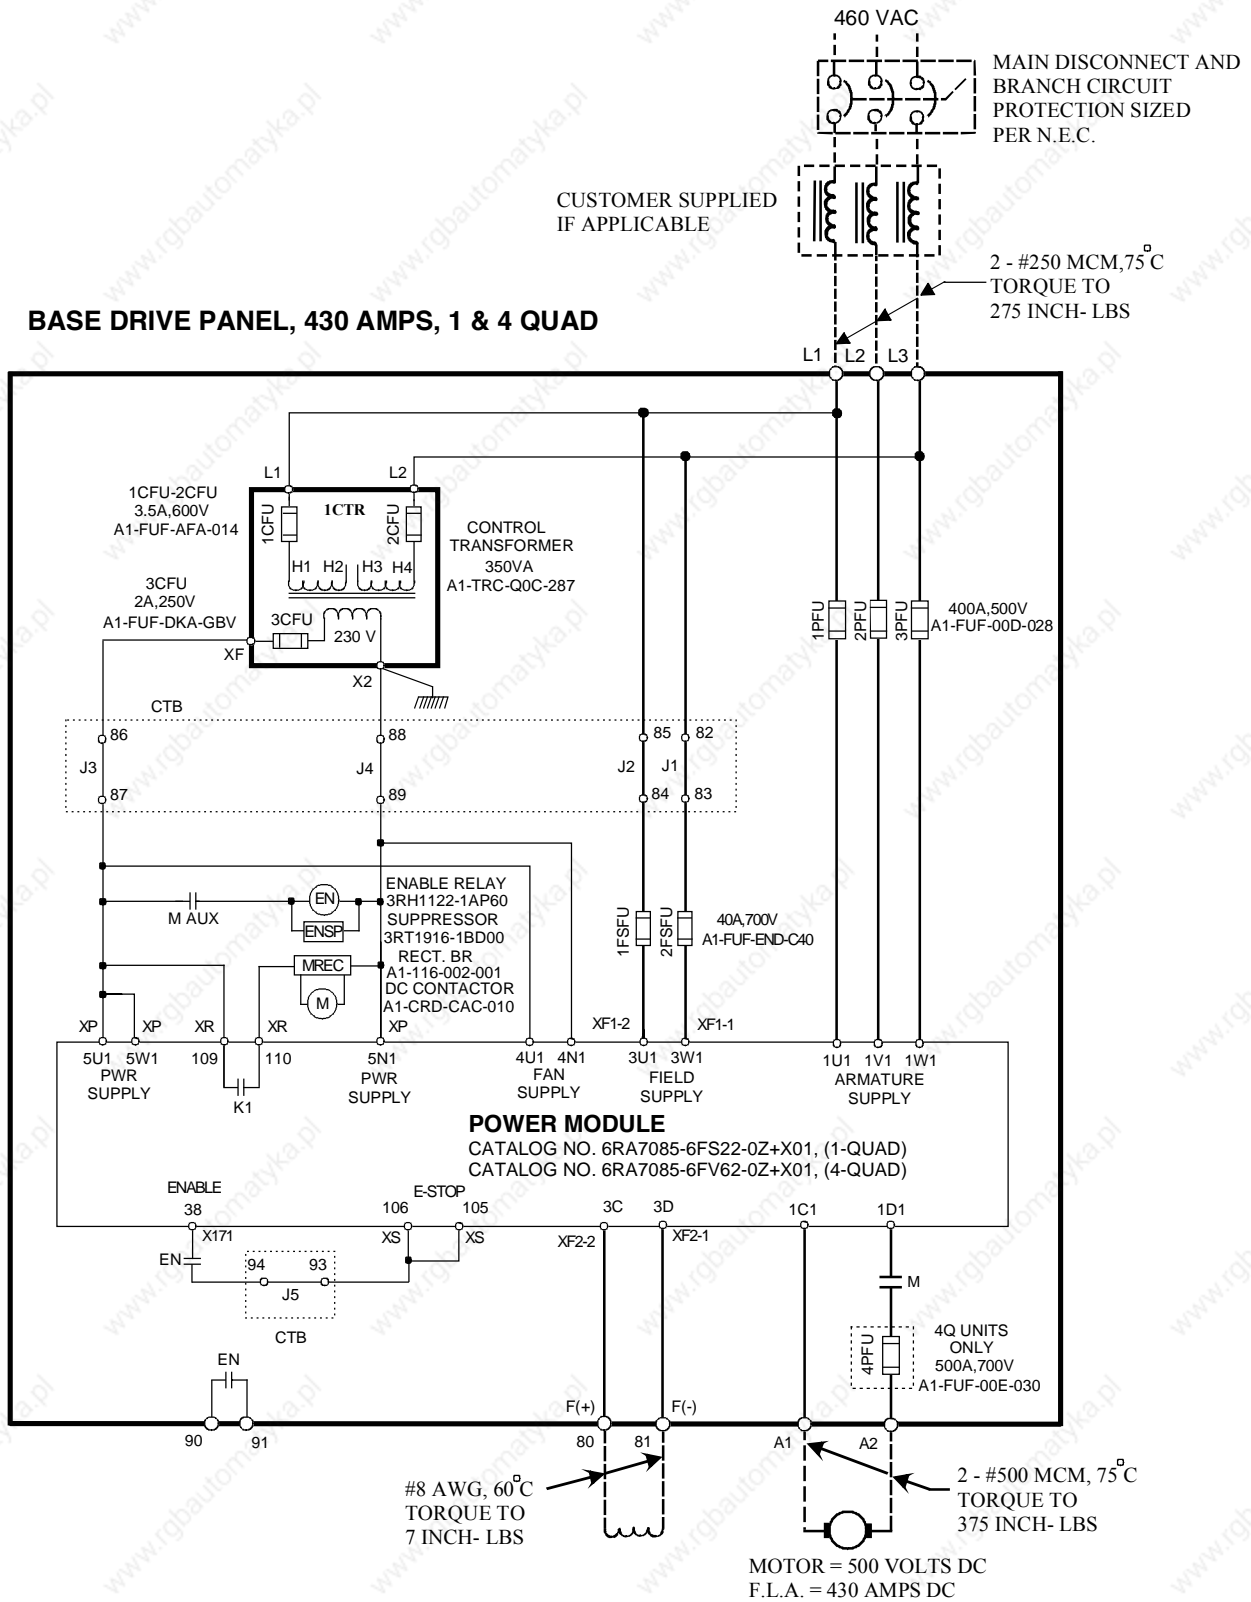 460 VAC
MAIN DISCONNECT AND
BRANCH CIRCUIT
PROTECTION SIZED
PER N.E.C.
CUSTOMER SUPPLIED
IF APPLICABLE
2 - #250 MCM,75°C
TORQUE TO
275 INCH- LBS
BASE DRIVE PANEL, 430 AMPS, 1 & 4 QUAD
L1 L2 L3
L1 L2
1CFU-2CFU
3.5A,600V
A1-FUF-AFA-014
1CFU
1CTR
2CFU
CONTROL
TRANSFORMER
350VA
A1-TRC-Q0C-287
H1 H2 H3 H4
3CFU
2A,250V
A1-FUF-DKA-GBV
3CFU
230 V
XF
X2
1PFU
2PFU
3PFU
400A,500V
A1-FUF-00D-028
CTB
86 88 85 82
J3 J4 J2 J1
87 89 84 83
M AUX
EN
ENSP
ENABLE RELAY
3RH1122-1AP60
SUPPRESSOR
3RT1916-1BD00
RECT. BR
A1-116-002-001
DC CONTACTOR
A1-CRD-CAC-010
MREC
M
1FSFU
2FSFU
40A,700V
A1-FUF-END-C40
XP XP XR XR XP XF1-2 XF1-1
5U1 5W1 109 110 5N1 4U1 4N1 3U1 3W1 1U1 1V1 1W1
PWR
SUPPLY
K1
PWR
SUPPLY
FAN
SUPPLY
FIELD
SUPPLY
ARMATURE
SUPPLY
POWER MODULE
CATALOG NO. 6RA7085-6FS22-0Z+X01, (1-QUAD)
CATALOG NO. 6RA7085-6FV62-0Z+X01, (4-QUAD)
ENABLE
38
E-STOP
106 105
3C 3D 1C1 1D1
X171 XS XS XF2-2 XF2-1
EN
94 93
J5
CTB
M
4PFU
4Q UNITS
ONLY
500A,700V
A1-FUF-00E-030
EN
90 91
F(+) F(-)
80 81 A1 A2
#8 AWG, 60°C
TORQUE TO
7 INCH- LBS
2 - #500 MCM, 75°C
TORQUE TO
375 INCH- LBS
MOTOR = 500 VOLTS DC
F.L.A. = 430 AMPS DC
www.rgbautomatyka.pl